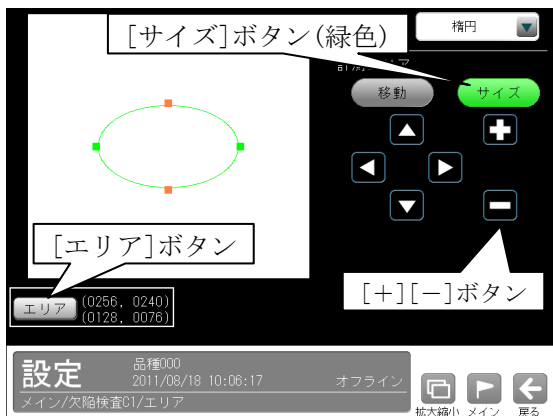 [サイズ]ボタン(緑色)
楕円
移動
サイズ
[エリア]ボタン
[＋][－]ボタン
エリア
(0256, 0240)
(0128, 0076)
設定
品種000
2011/08/18 10:06:17
オフライン
メイン/欠陥検査C1/エリア
拡大縮小
メイン
戻る